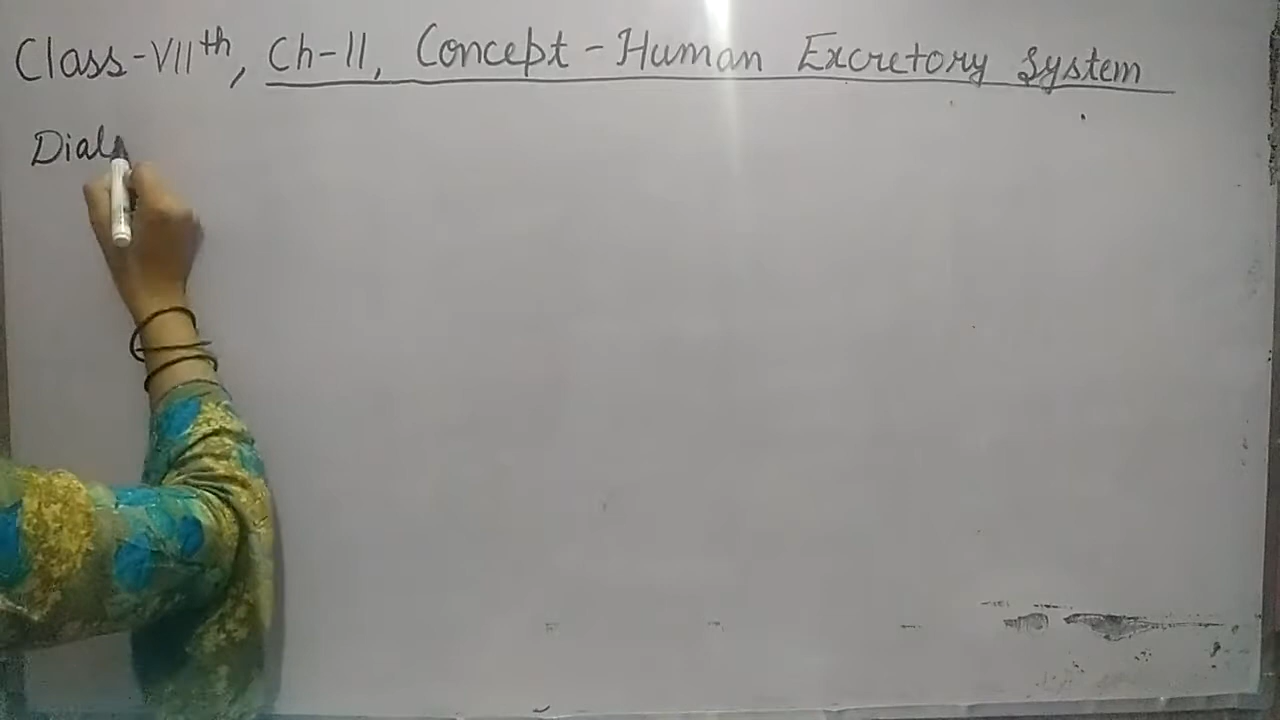 Class-VIIth, Ch-11, Concept - Human Excretory System
Dial